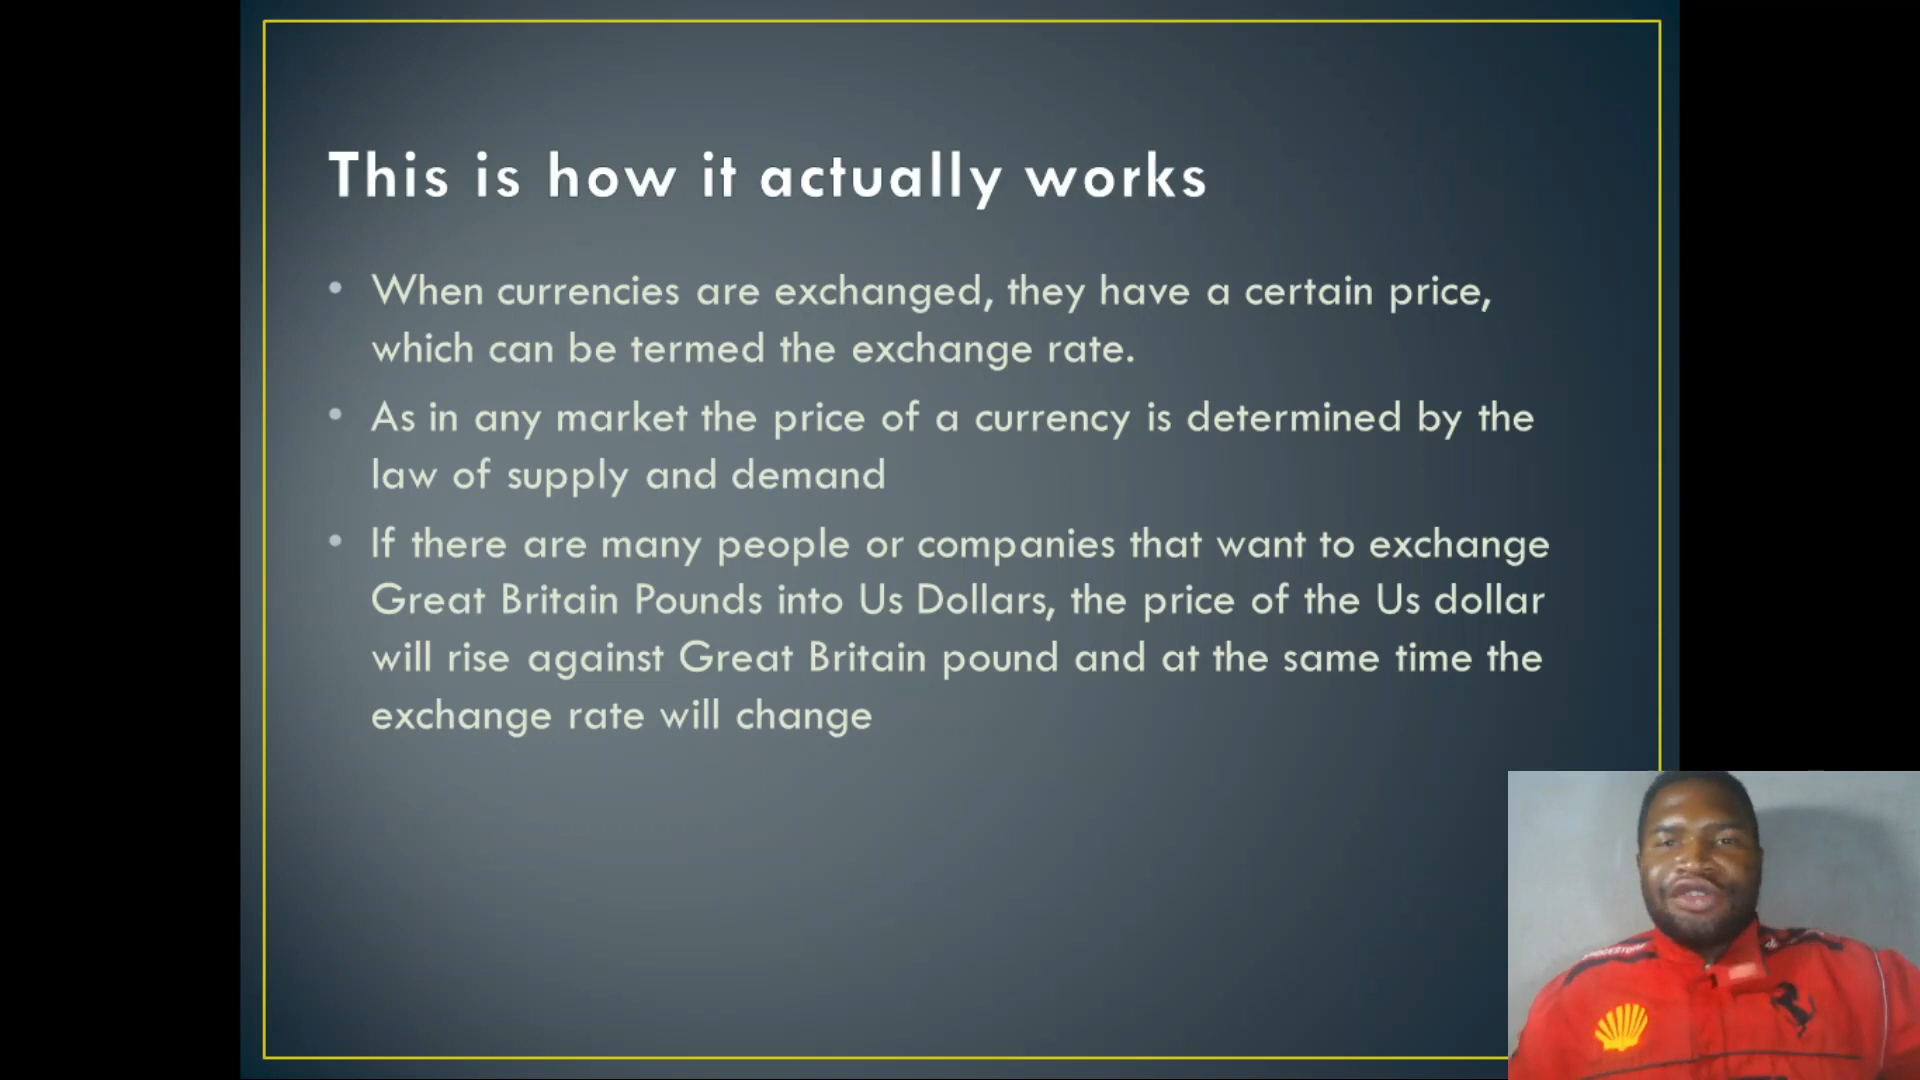 This is how it actually works
• When currencies are exchanged, they have a certain price,
which can be termed the exchange rate.
• As in any market the price of a currency is determined by the
law of supply and demand
• If there are many people or companies that want to exchange
Great Britain Pounds into Us Dollars, the price of the Us dollar
will rise against Great Britain pound and at the same time the
exchange rate will change